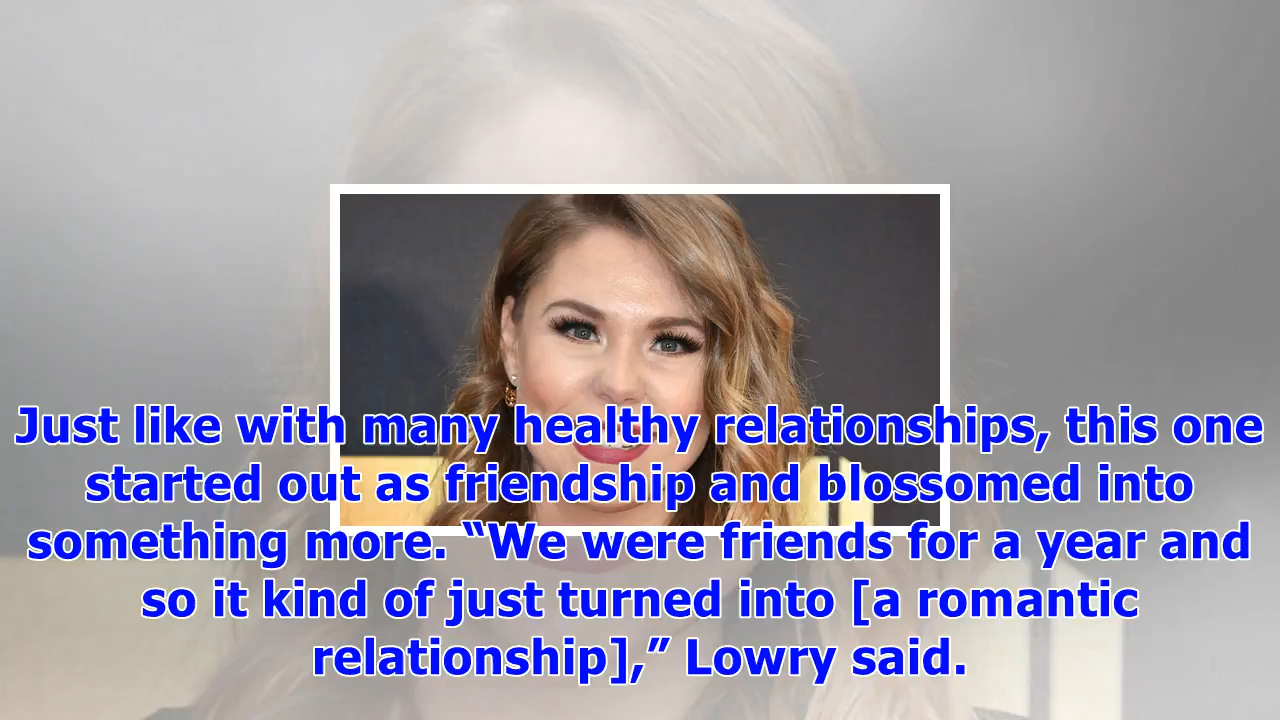 Just like with many healthy relationships, this one
started out as friendship and blossomed into
something more. “We were friends for a year and
so it kind of just turned into [a romantic
relationship],” Lowry said.